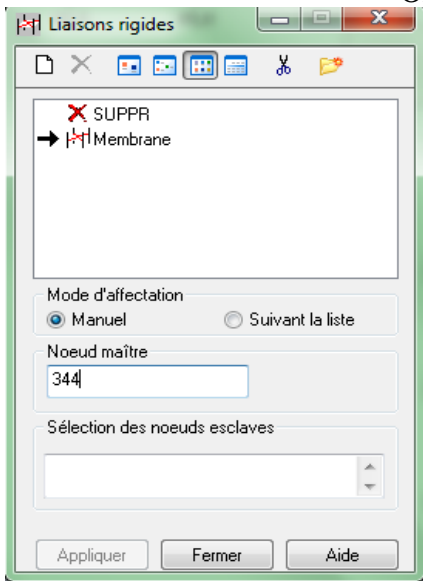 Liaisons rigides
SUPPR
Membrane
Mode d'affectation
Manuel Suivant la liste
Noeud maître
344
Sélection des noeuds esclaves
Appliquer Fermer Aide